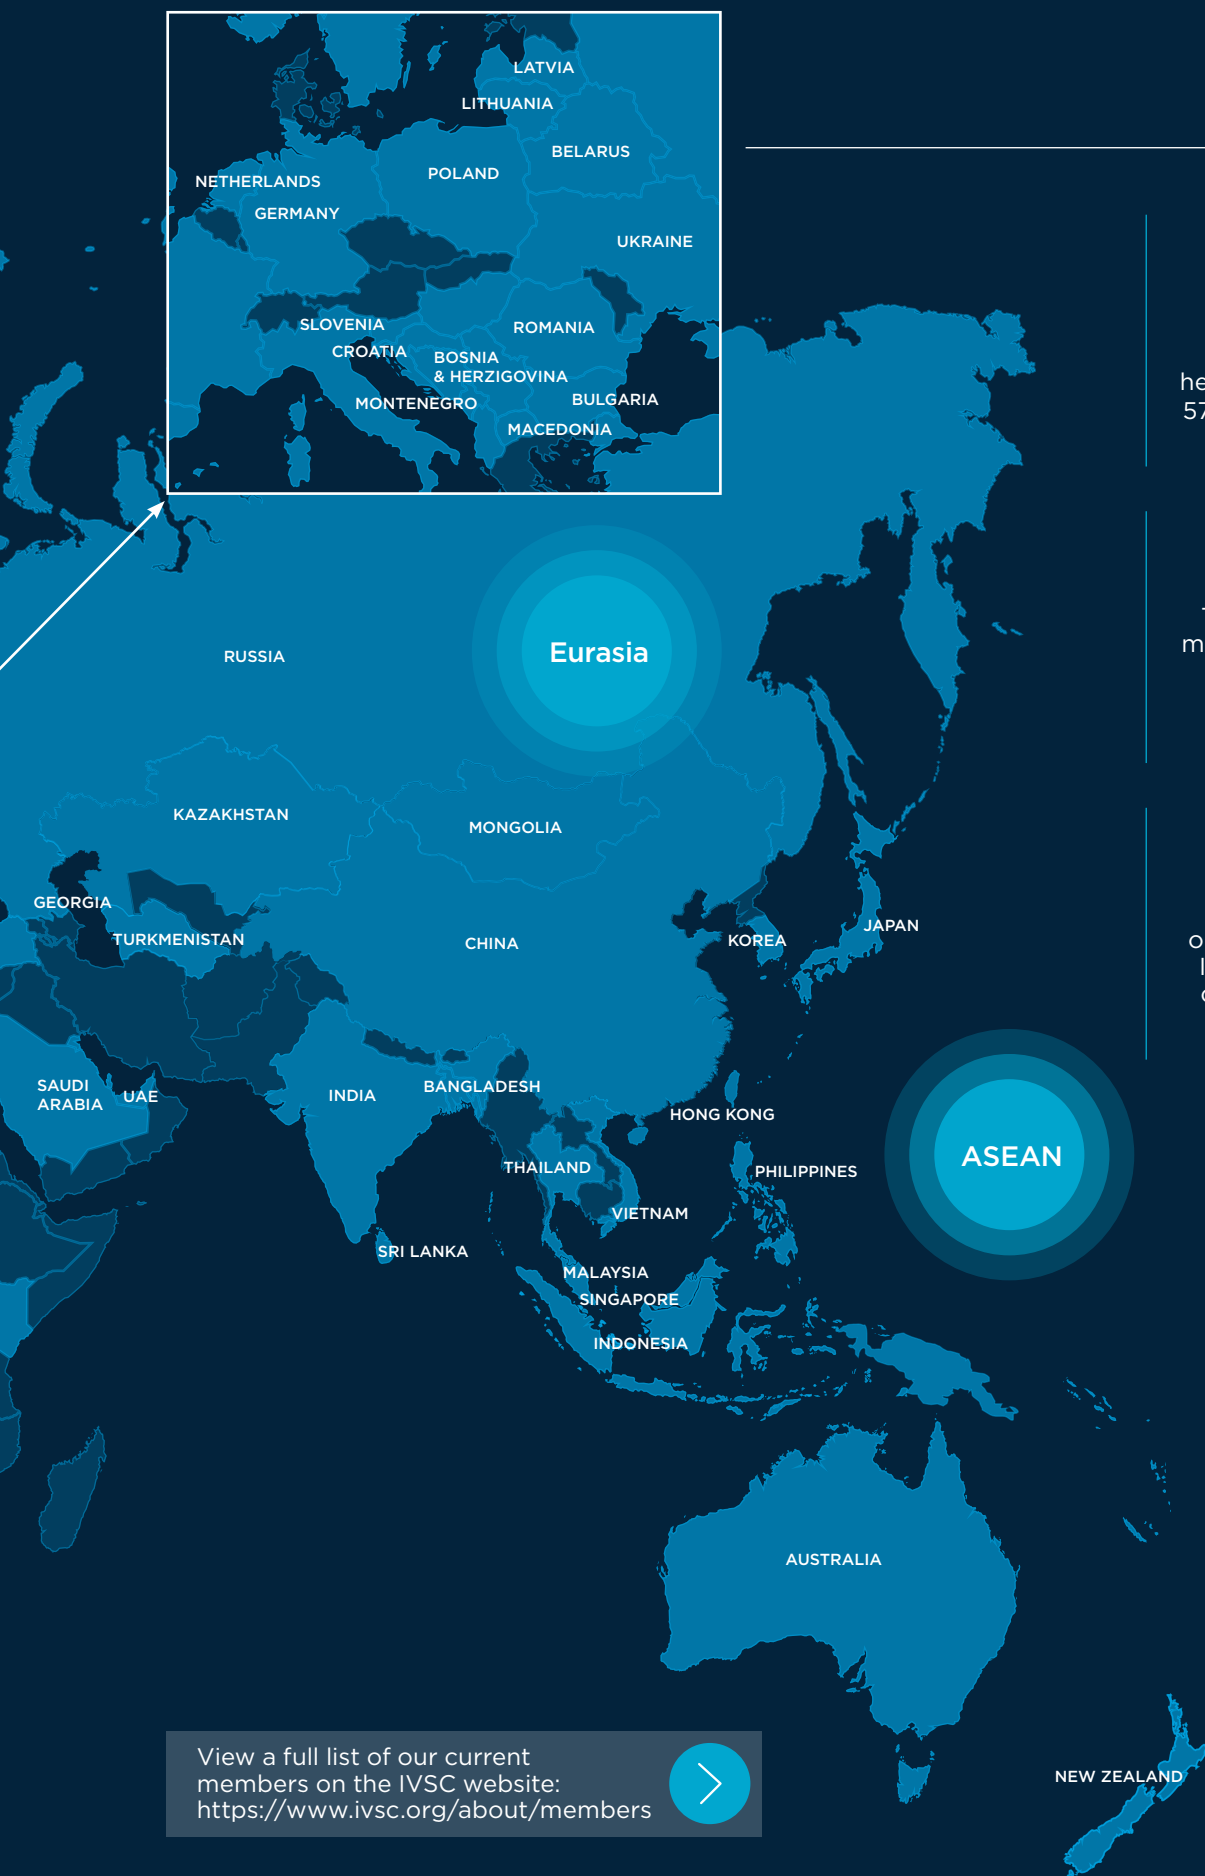 LATVIA
LITHUANIA
BELARUS
POLAND
NETHERLANDS
GERMANY
UKRAINE
SLOVENIA
ROMANIA
CROATIA
BOSNIA
& HERZIGOVINA
MONTENEGRO
BULGARIA
MACEDONIA
he
57
m
RUSSIA
Eurasia
KAZAKHSTAN
MONGOLIA
GEORGIA
TURKMENISTAN
CHINA
KOREA
JAPAN
SAUDI
ARABIA
UAE
INDIA
BANGLADESH
HONG KONG
ASEAN
THAILAND
PHILIPPINES
VIETNAM
SRI LANKA
MALAYSIA
SINGAPORE
INDONESIA
AUSTRALIA
NEW ZEALAND
View a full list of our current
members on the IVSC website:
https://www.ivsc.org/about/members